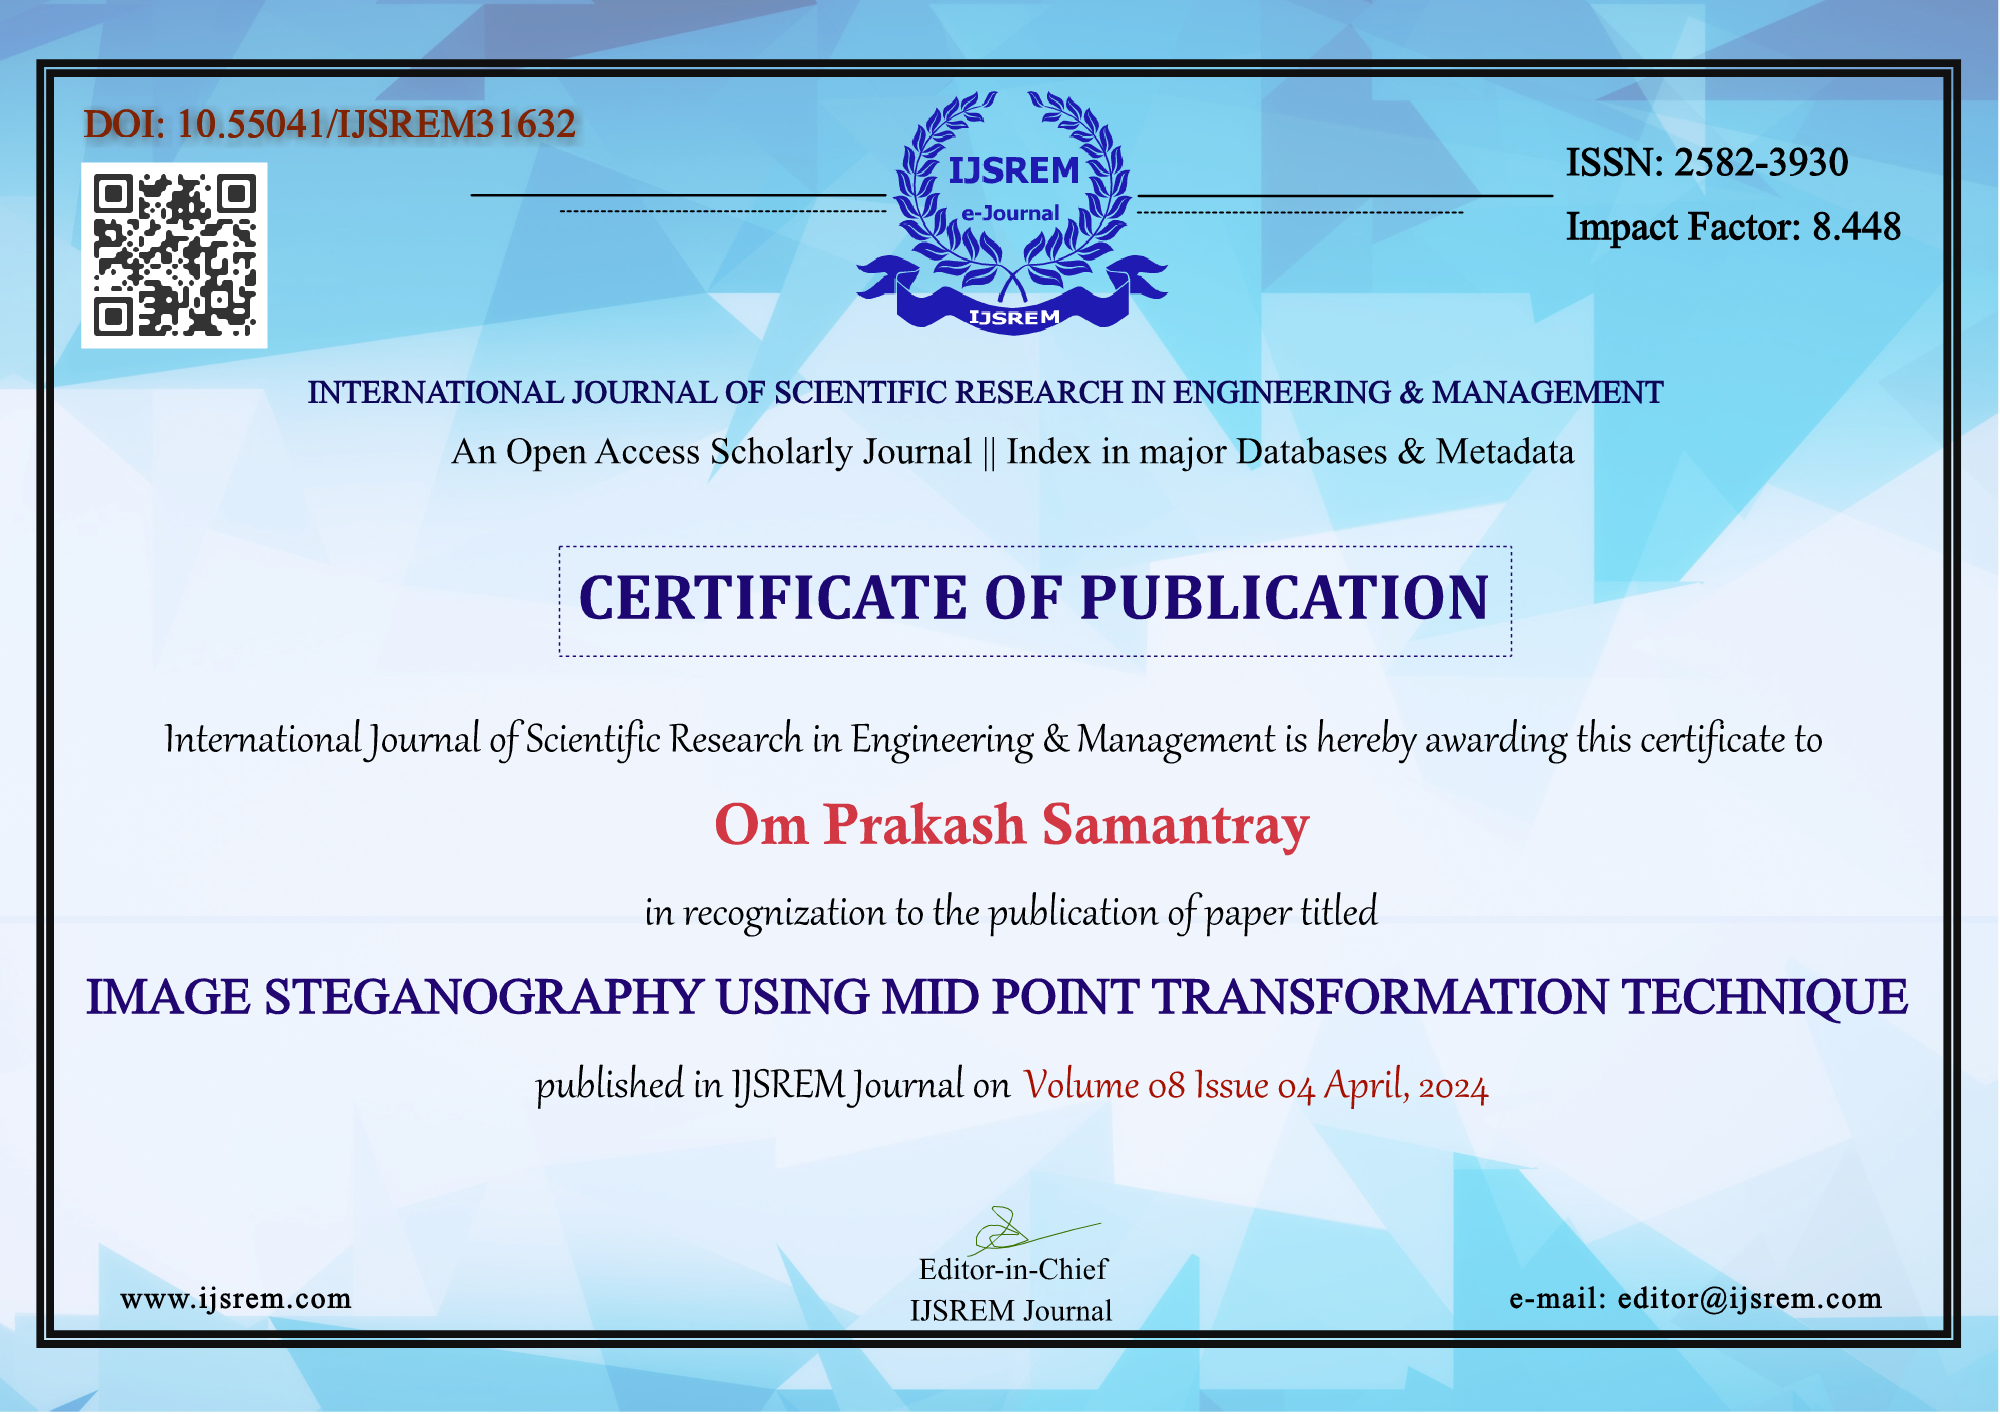 DOI: 10.55041/IJSREM31632
IJSREM
e-Journal
IJSREM
ISSN: 2582-3930
Impact Factor: 8.448
INTERNATIONAL JOURNAL OF SCIENTIFIC RESEARCH IN ENGINEERING & MANAGEMENT
An Open Access Scholarly Journal || Index in major Databases & Metadata
CERTIFICATE OF PUBLICATION
International Journal of Scientific Research in Engineering & Management is hereby awarding this certificate to
Om Prakash Samantray
in recognization to the publication of paper titled
IMAGE STEGANOGRAPHY USING MID POINT TRANSFORMATION TECHNIQUE
published in IJSREM Journal on Volume 08 Issue 04 April, 2024
Editor-in-Chief
IJSREM Journal
www.ijsrem.com
e-mail: editor@ijsrem.com